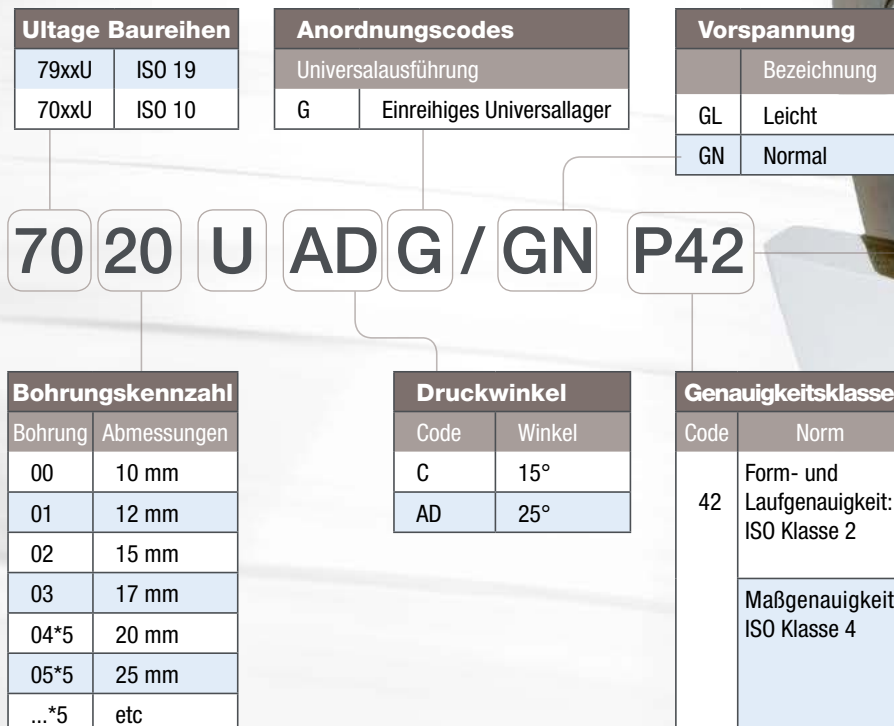 Ultage Baureihen
79xxU ISO 19
70xxU ISO 10
Anordnungscodes
Universalausführung
G Einreihiges Universallager
Vorspannung
Bezeichnung
GL Leicht
GN Normal
70 20 U AD G / GN P42
Bohrungskennzahl
Bohrung Abmessungen
00 10 mm
01 12 mm
02 15 mm
03 17 mm
04*5 20 mm
05*5 25 mm
...*5 etc
Druckwinkel
Code Winkel
C 15°
AD 25°
Genauigkeitsklasse
Code Norm
42 Form- und
Laufgenauigkeit:
ISO Klasse 2
Maßgenauigkeit
ISO Klasse 4